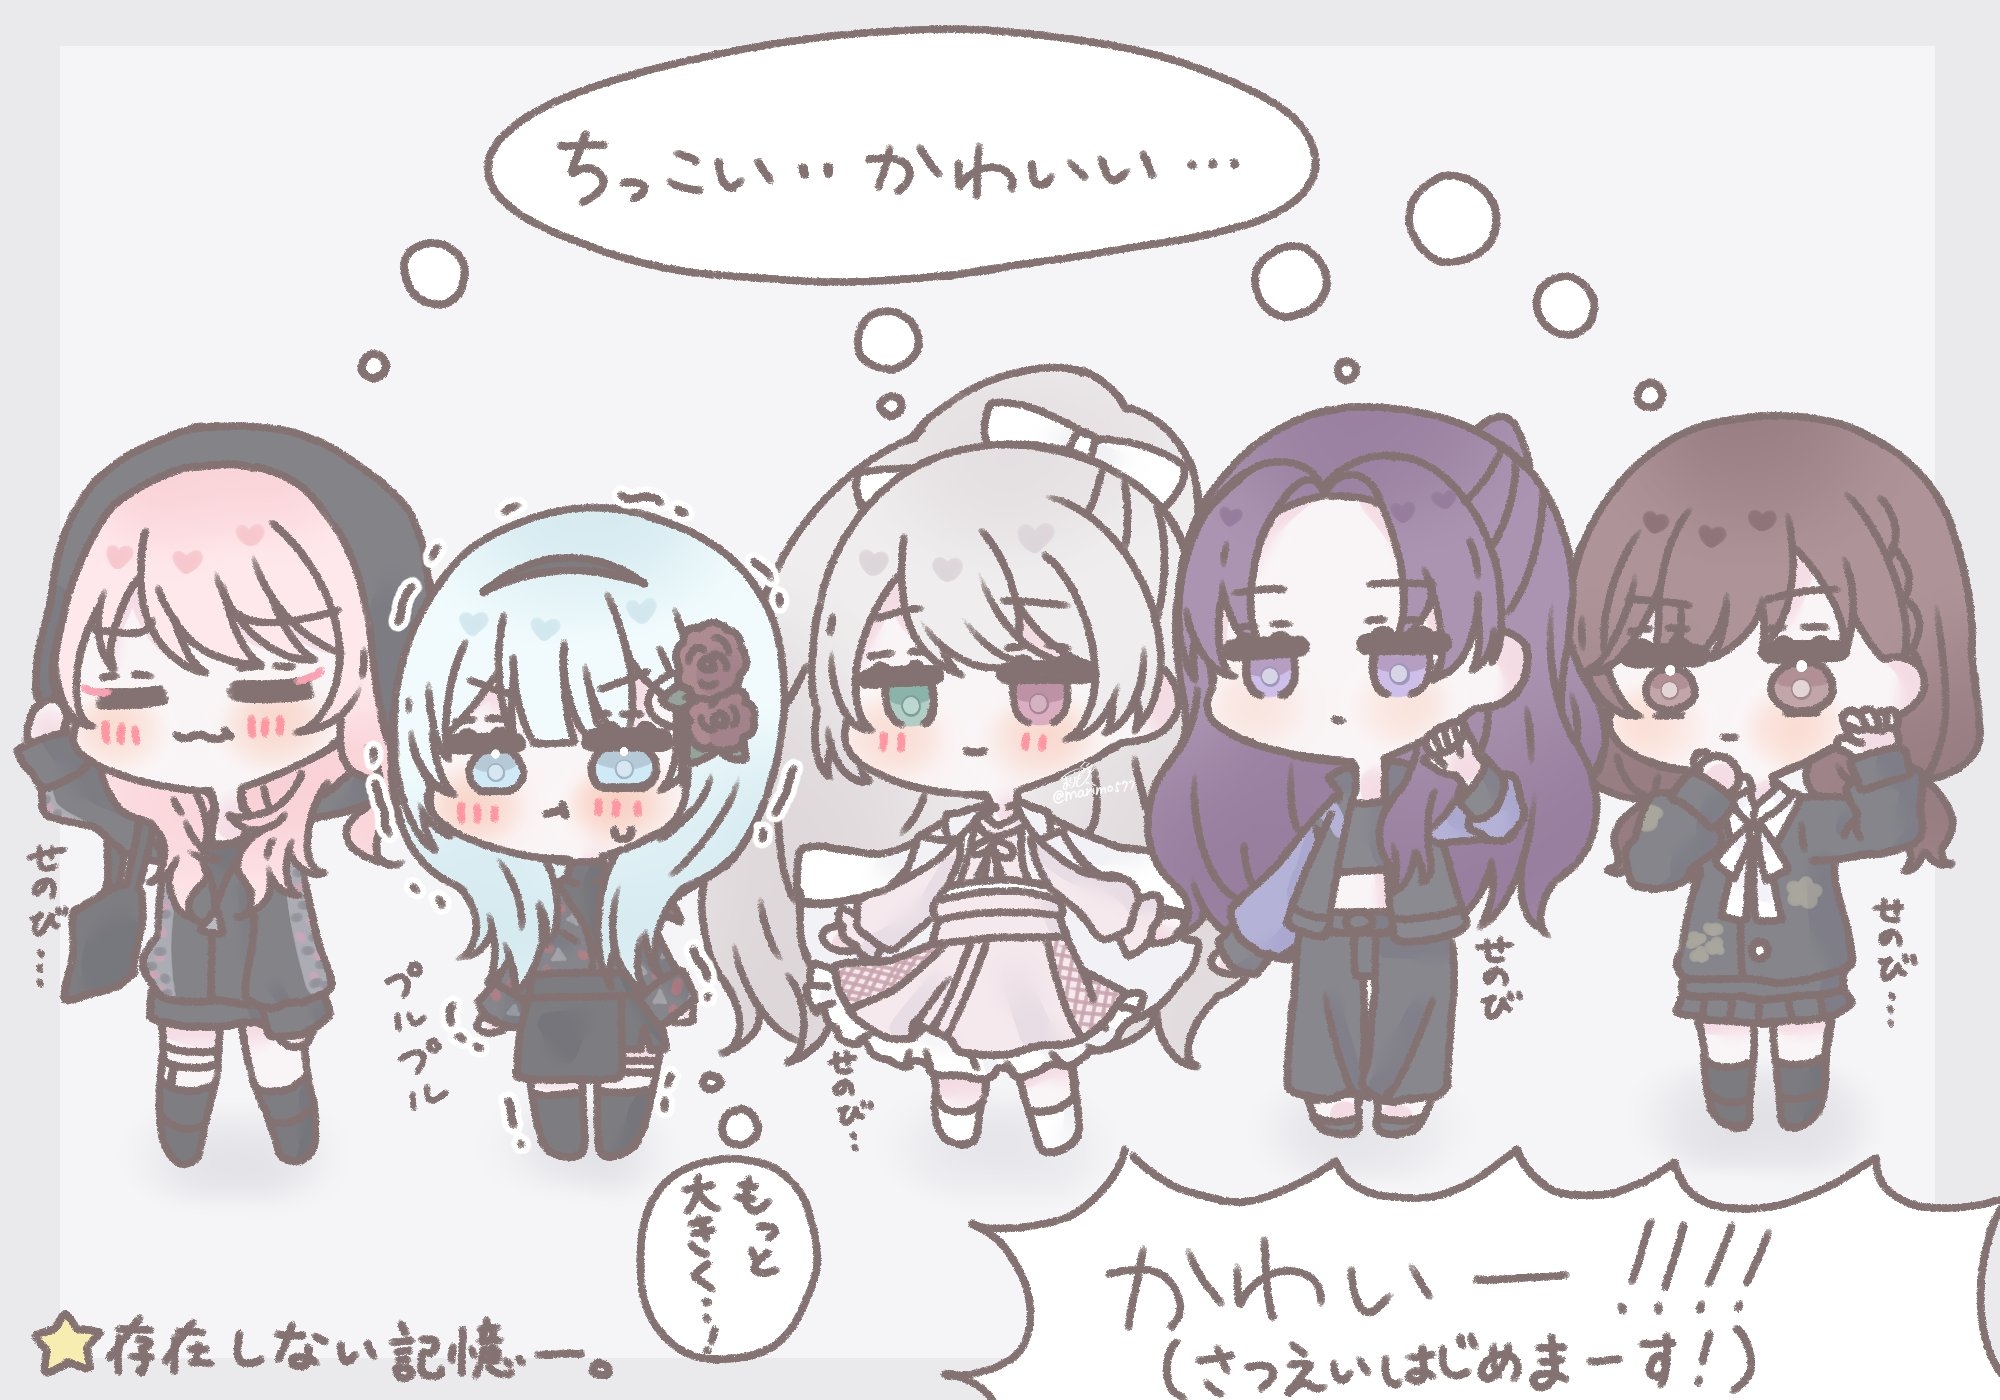 ちっこい‥かわいい…
せのび…
プルプル
もっと
大きく…!
せのび…
@marimo577
せのび
せのび…
かわいー!!!!
(さつえいはじめまーす!)
存在しない記憶ー。